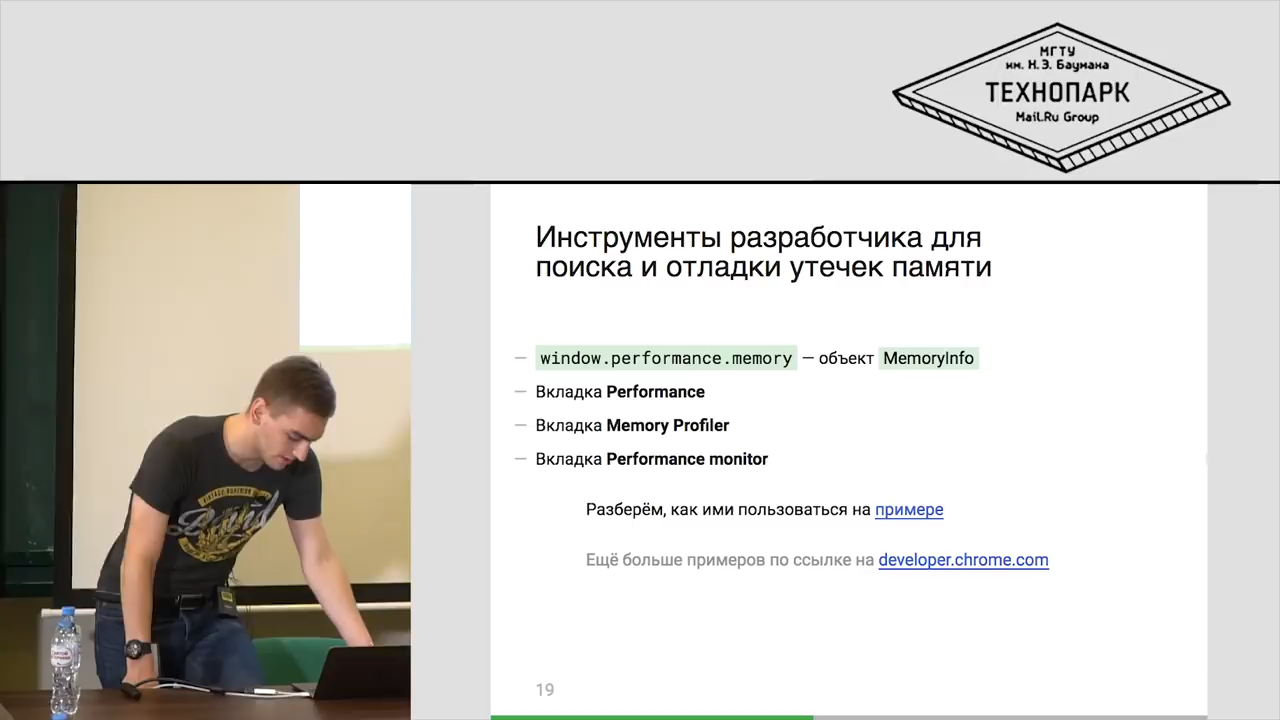 МГТУ
им. Н.Э. Баумана
ТЕХНОПАРК
Mail.Ru Group
Инструменты разработчика для
поиска и отладки утечек памяти
— window.performance.memory — объект MemoryInfo
— Вкладка Performance
— Вкладка Memory Profiler
— Вкладка Performance monitor
Разберём, как ими пользоваться на примере
Ещё больше примеров по ссылке на developer.chrome.com
19